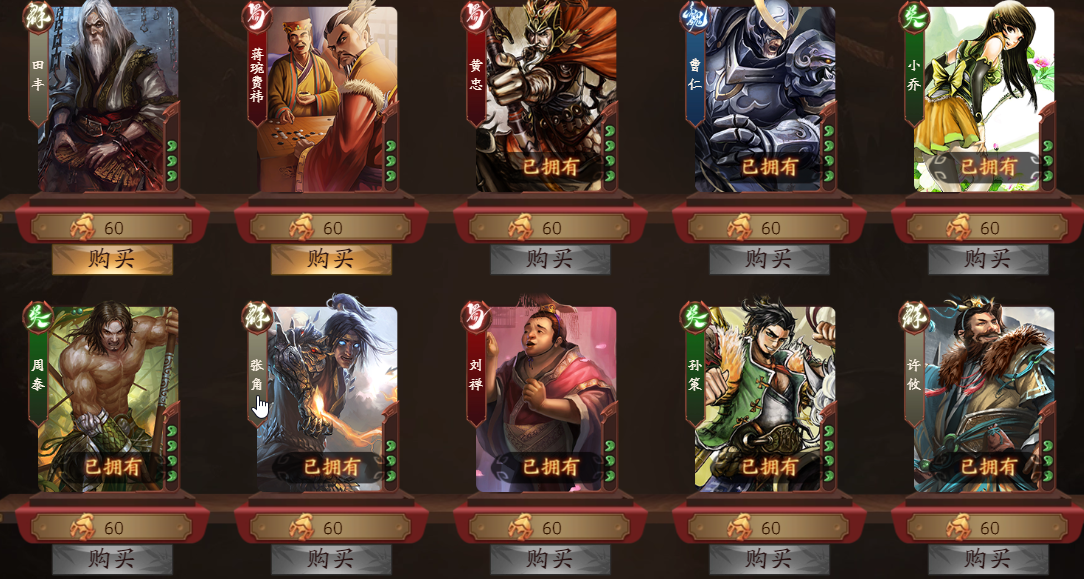 群
田丰
60
购买
蜀
蒋琬费祎
60
购买
蜀
黄忠
已拥有
60
购买
魏
曹仁
已拥有
60
购买
吴
小乔
已拥有
60
购买
吴
周泰
已拥有
60
购买
群
张角
已拥有
60
购买
蜀
刘禅
已拥有
60
购买
吴
孙策
已拥有
60
购买
群
许攸
已拥有
60
购买